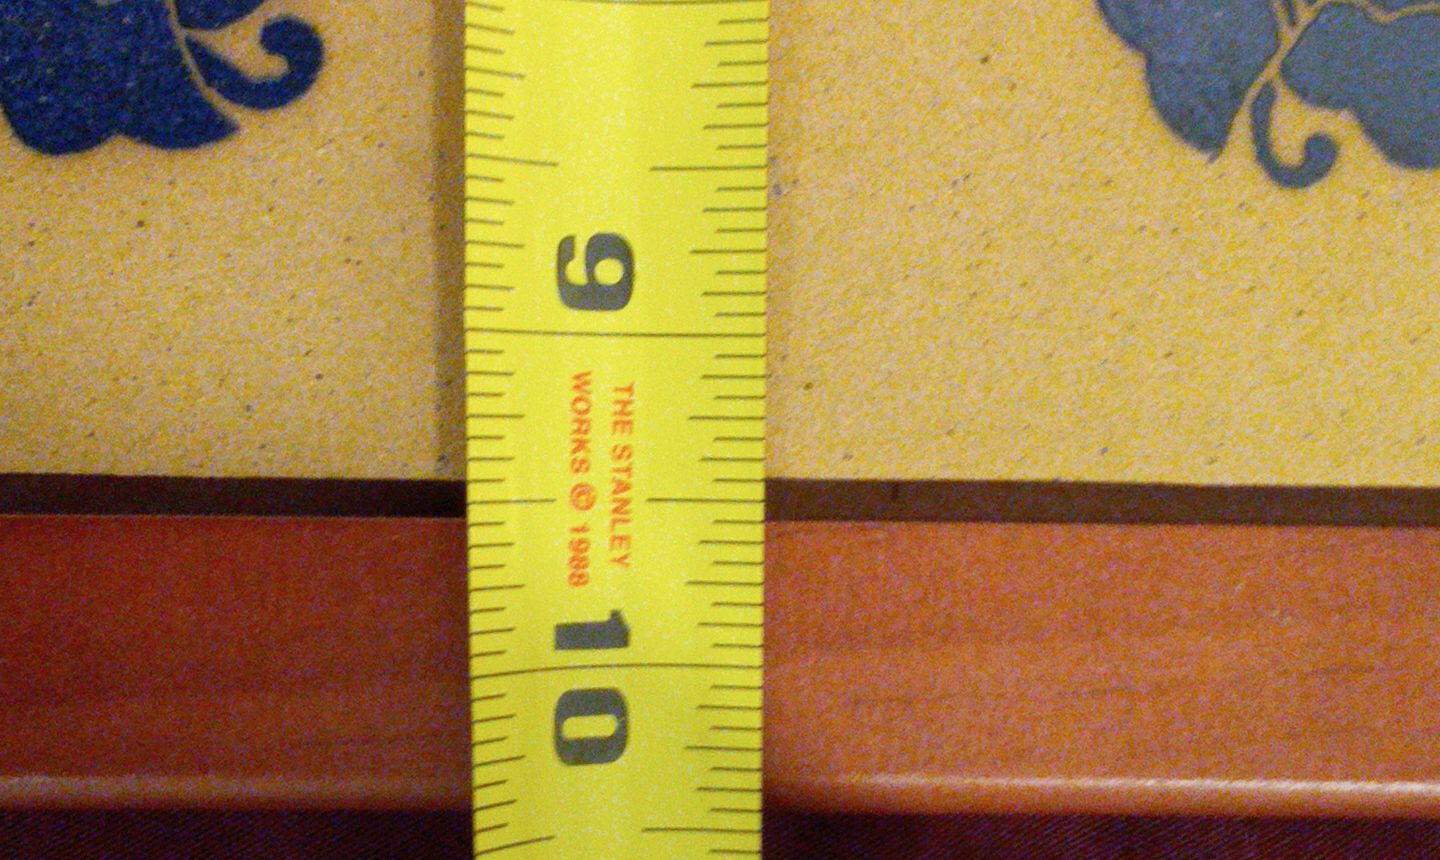 9
THE STANLEY
WORKS © 1988
10